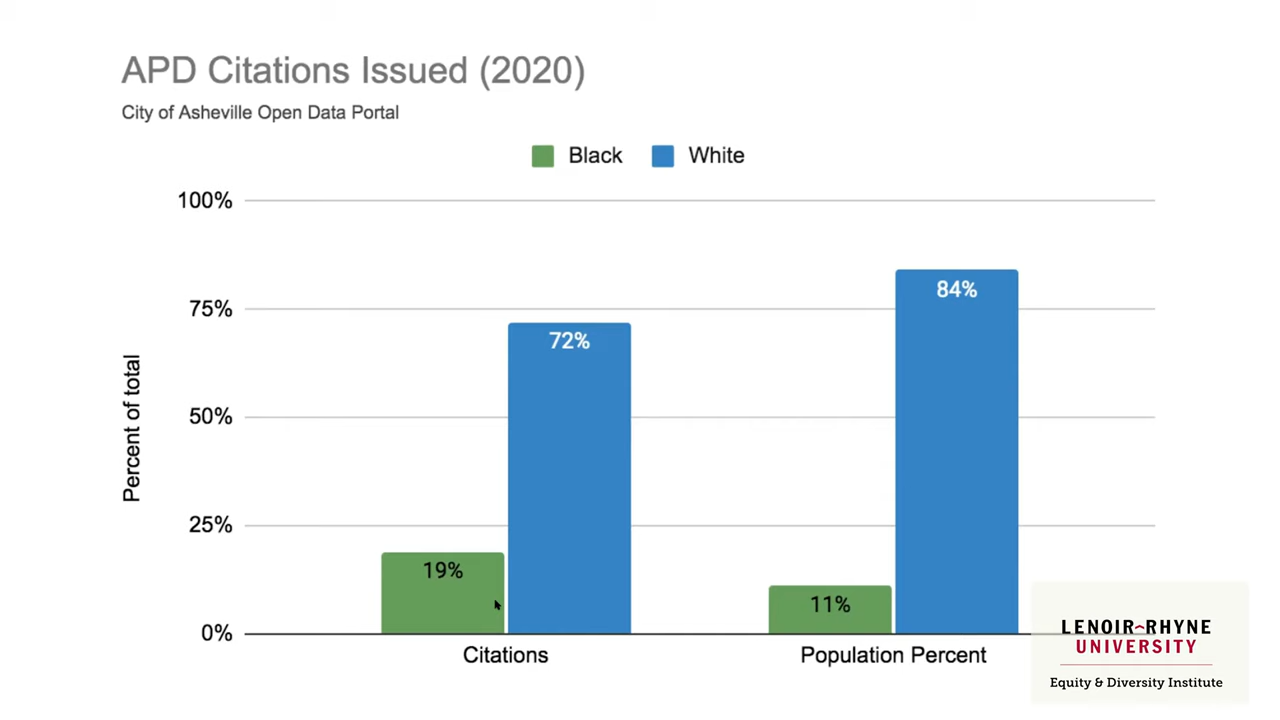 APD Citations Issued (2020)
City of Asheville Open Data Portal
Black White
100%
75%
50%
25%
0%
Percent of total
19%
72%
11%
84%
Citations
Population Percent
LENOIR-RHYNE
UNIVERSITY
Equity & Diversity Institute